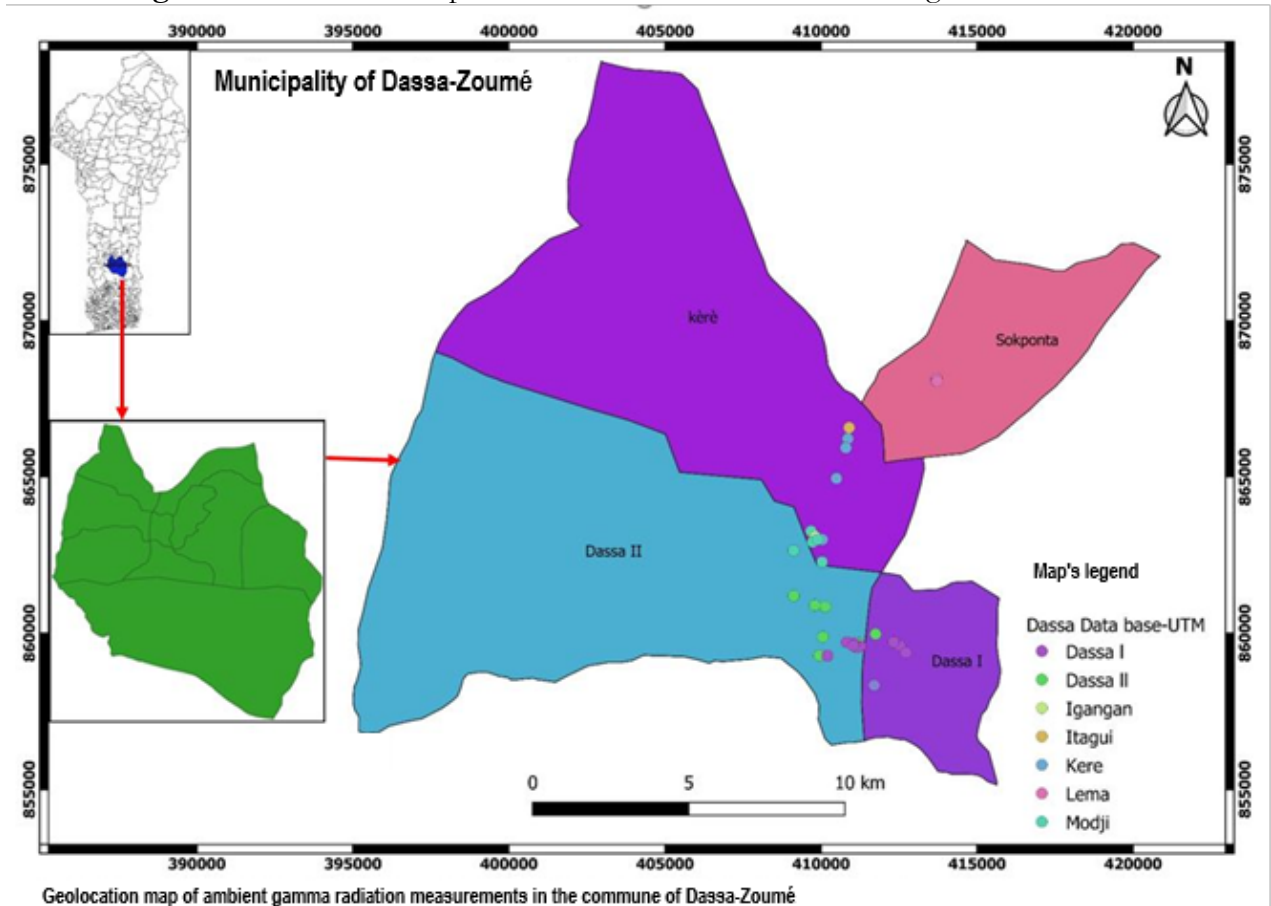 390000 395000 400000 405000 410000 415000 420000
Municipality of Dassa-Zoumé
N
875000
875000
870000
870000
kèrè
Sokponta
865000
865000
Dassa II
Map's legend
860000
860000
Dassa Data base-UTM
Dassa I
Dassa I
Dassa II
Igangan
Itagui
Kere
Lema
Modji
0 5 10 km
855000
855000
390000 395000 400000 405000 410000 415000 420000
Geolocation map of ambient gamma radiation measurements in the commune of Dassa-Zoumé